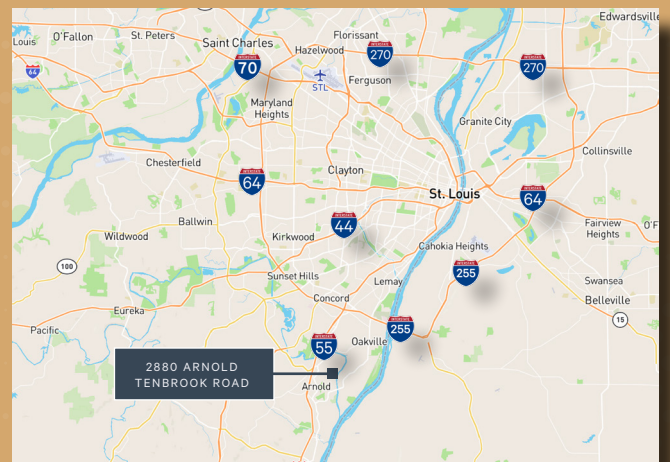 Edwardsville
Louis
O'Fallon
St. Peters
Saint Charles
Florissant
Hazelwood
270
70
64
STL
Ferguson
270
Maryland
Heights
Granite City
Chesterfield
Collinsville
Clayton
64
St. Louis
64
Ballwin
44
Fairview
Heights
O'F
Wildwood
Kirkwood
Cahokia Heights
100
255
Sunset Hills
Lemay
Swansea
Concord
Belleville
Eureka
15
Pacific
255
55
Oakville
2880 ARNOLD
TENBROOK ROAD
Arnold